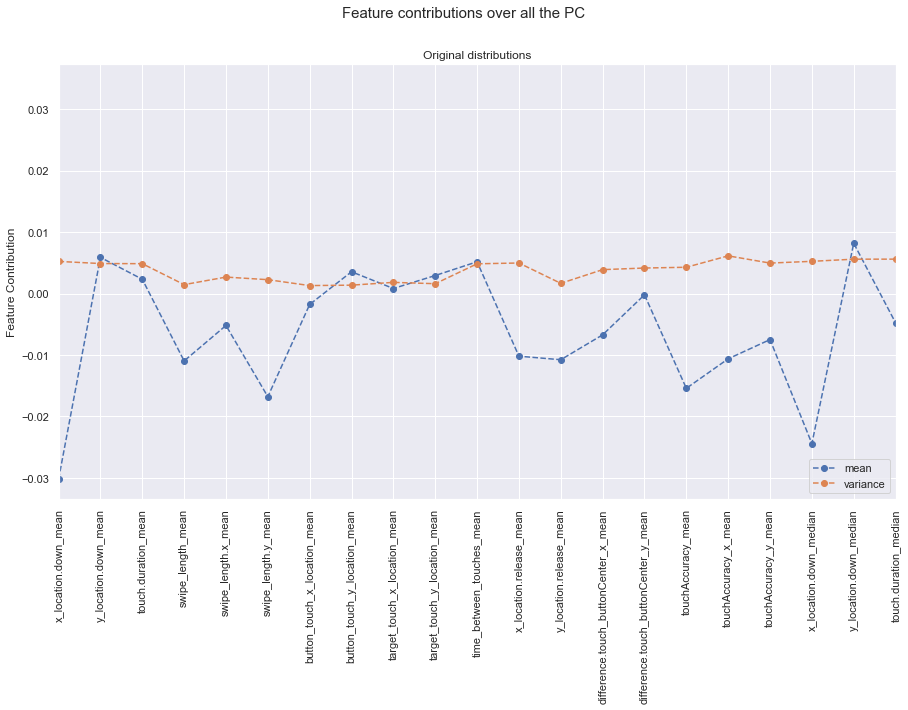 Feature contributions over all the PC
Original distributions
Feature Contribution
0.03
0.02
0.01
0.00
−0.01
−0.02
−0.03
mean
variance
x_location.down_mean
y_location.down_mean
touch.duration_mean
swipe_length_mean
swipe_length.x_mean
swipe_length.y_mean
button_touch_x_location_mean
button_touch_y_location_mean
target_touch_x_location_mean
target_touch_y_location_mean
time_between_touches_mean
x_location.release_mean
y_location.release_mean
difference.touch_buttonCenter_x_mean
difference.touch_buttonCenter_y_mean
touchAccuracy_mean
touchAccuracy_x_mean
touchAccuracy_y_mean
x_location.down_median
y_location.down_median
touch.duration_median